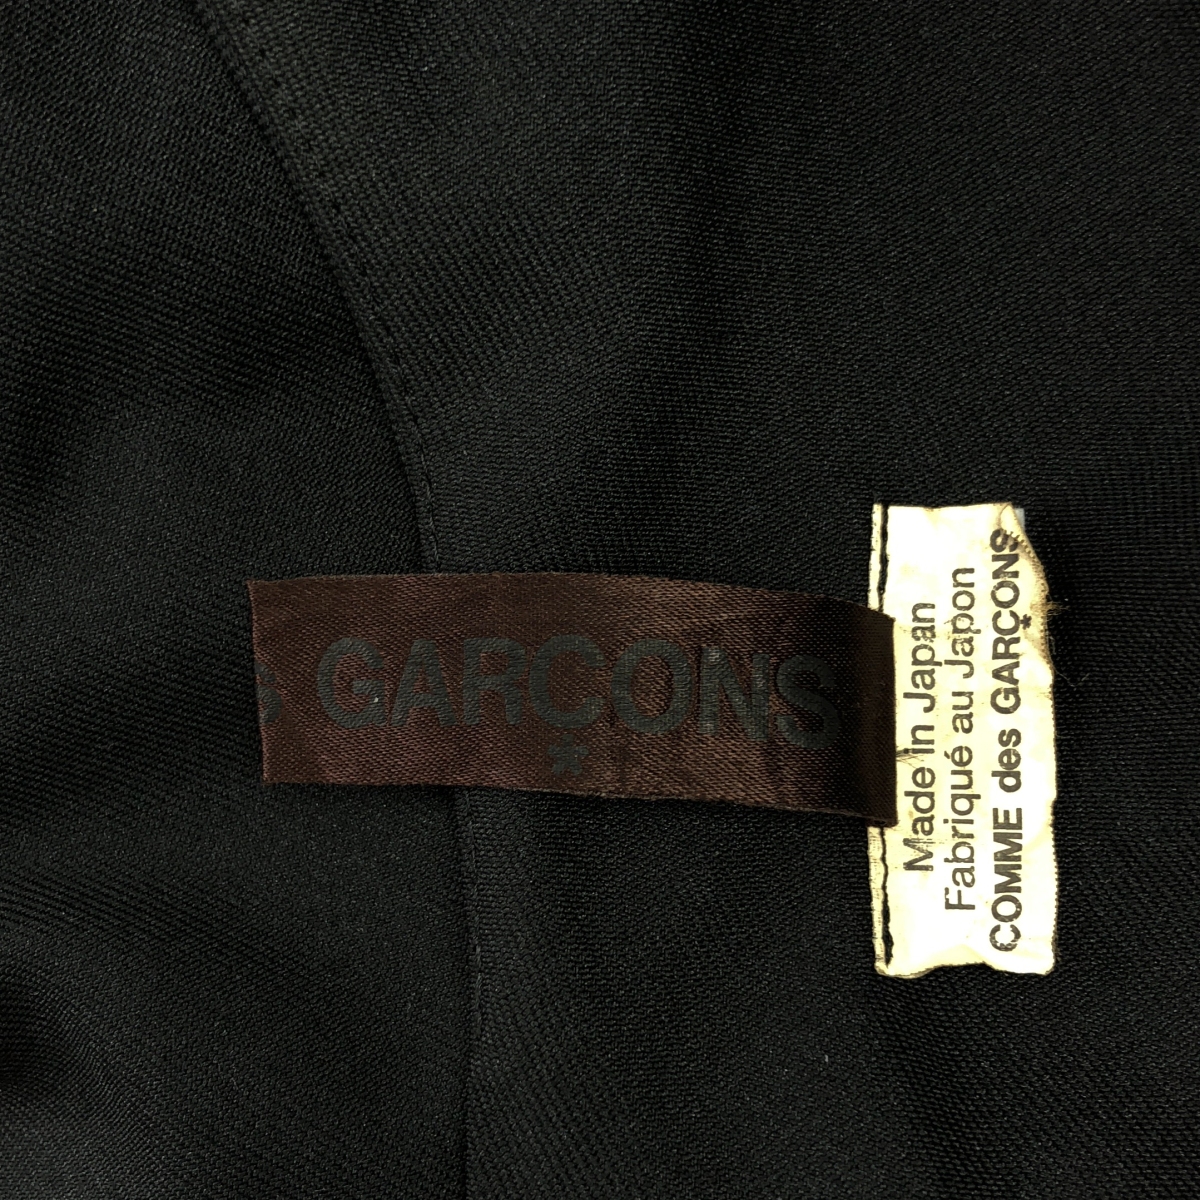 s GARÇONS
Made in Japan
Fabriqué au Japon
COMME des GARÇONS